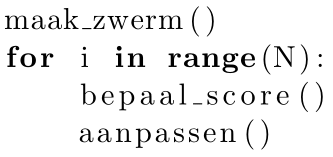 maak_zwerm()
for i in range(N):
bepaal_score()
aanpassen()